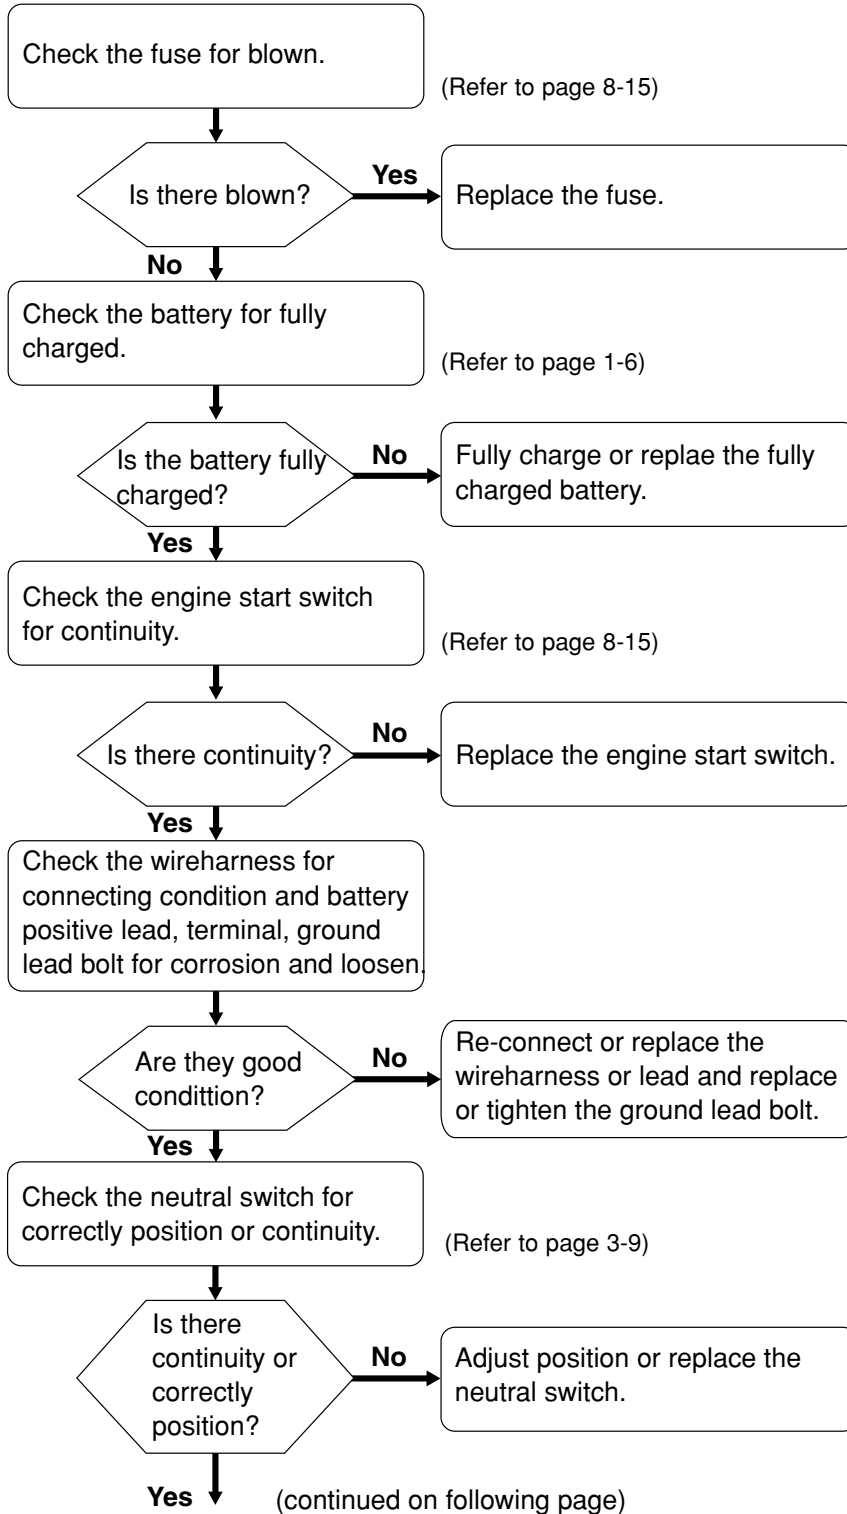 Check the fuse for blown.
(Refer to page 8-15)
Is there blown?
Yes
Replace the fuse.
No
Check the battery for fully
charged.
(Refer to page 1-6)
Is the battery fully
charged?
No
Fully charge or replae the fully
charged battery.
Yes
Check the engine start switch
for continuity.
(Refer to page 8-15)
Is there continuity?
No
Replace the engine start switch.
Yes
Check the wireharness for
connecting condition and battery
positive lead, terminal, ground
lead bolt for corrosion and loosen.
Are they good
condittion?
No
Re-connect or replace the
wireharness or lead and replace
or tighten the ground lead bolt.
Yes
Check the neutral switch for
correctly position or continuity.
(Refer to page 3-9)
Is there
continuity or
correctly
position?
No
Adjust position or replace the
neutral switch.
Yes
(continued on following page)